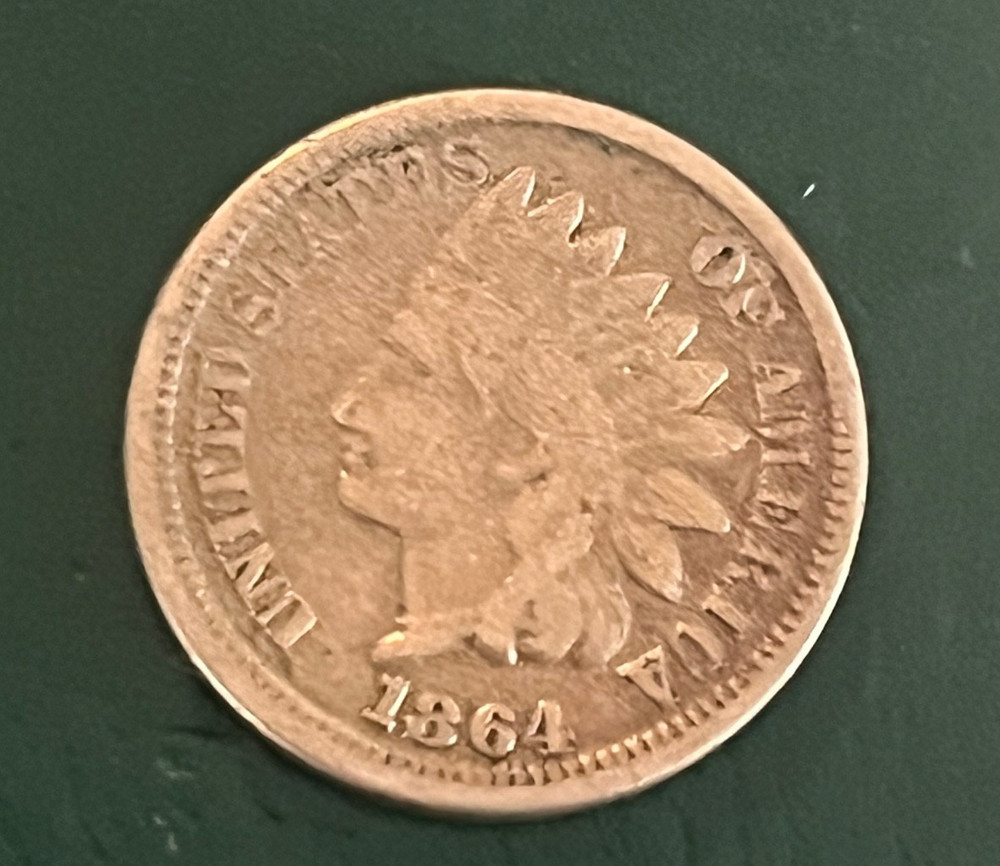 UNITED STATES OF AMERICA
1864